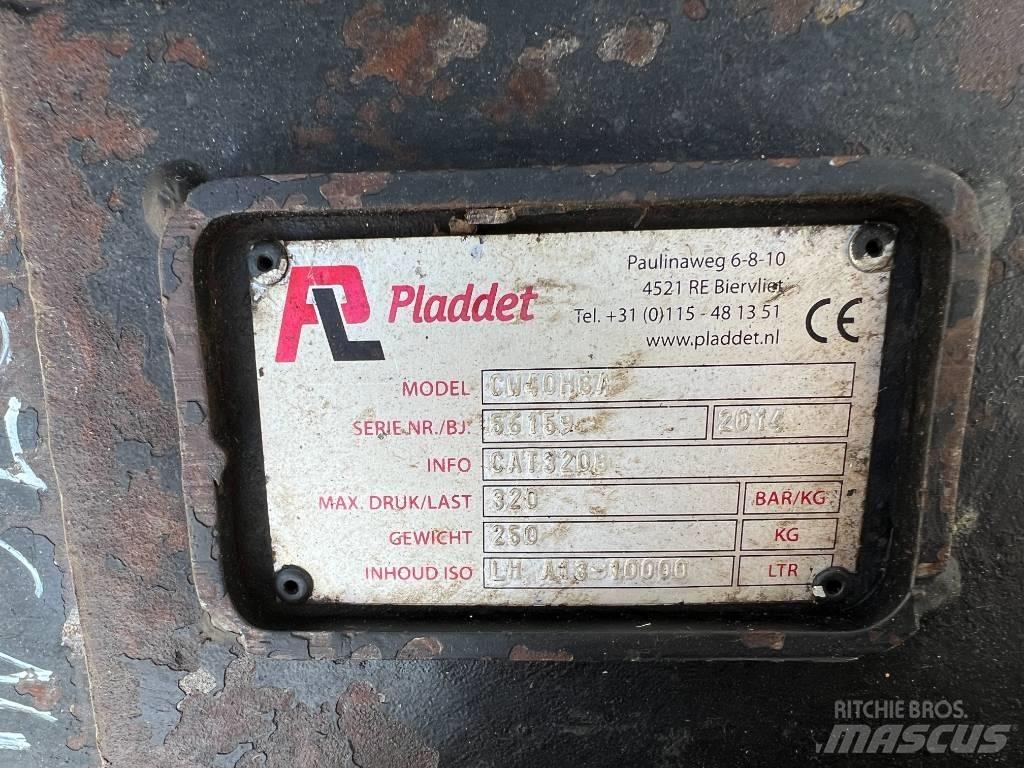 PL Pladdet
Paulinaweg 6-8-10
4521 RE Biervliet
Tel. +31 (0)115 - 48 13 51
www.pladdet.nl
CE
MODEL CW40HGA
SERIE NR./BJ. 56159 2014
INFO
MAX. DRUK/LAST 320 BAR/KG
GEWICHT 250 KG
INHOUD ISO LH A13-10000 LTR
RITCHIE BROS.
MASCUS